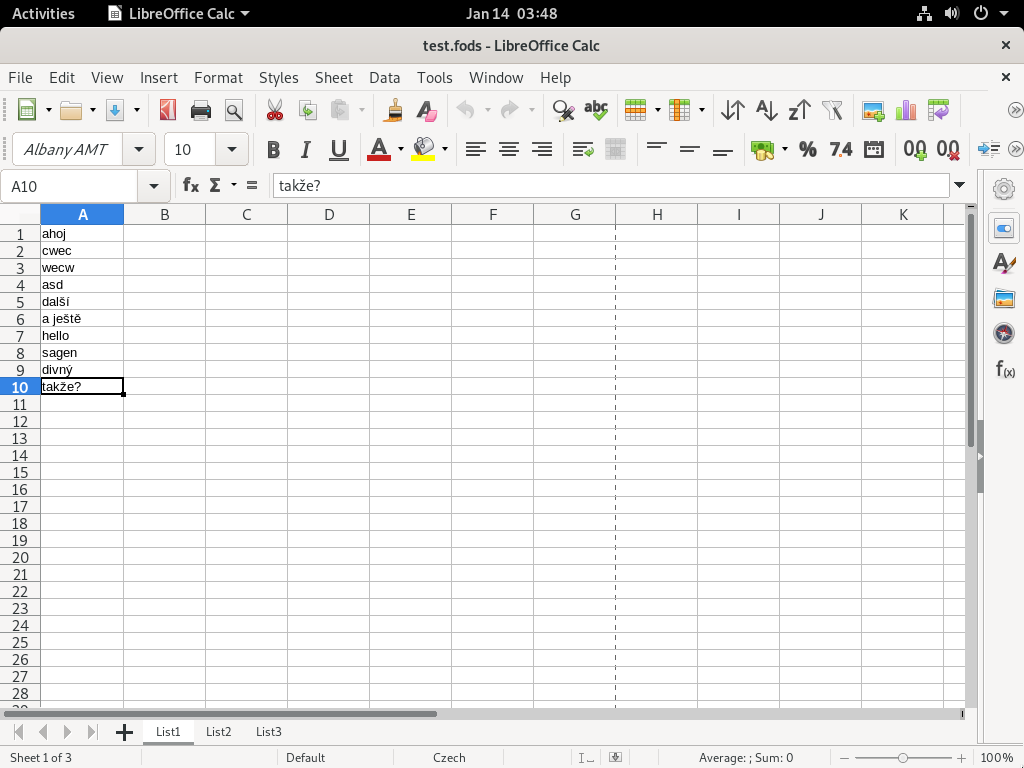 Activities LibreOffice Calc Jan 14 03:48
test.fods - LibreOffice Calc
File Edit View Insert Format Styles Sheet Data Tools Window Help
Albany AMT 10
A10 takže?
A B C D E F G H I J K
1 ahoj
2 cwec
3 wecw
4 asd
5 další
6 a ještě
7 hello
8 sagen
9 divný
10 takže?
11
12
13
14
15
16
17
18
19
20
21
22
23
24
25
26
27
28
List1 List2 List3
Sheet 1 of 3 Default Czech Average: ; Sum: 0 100%